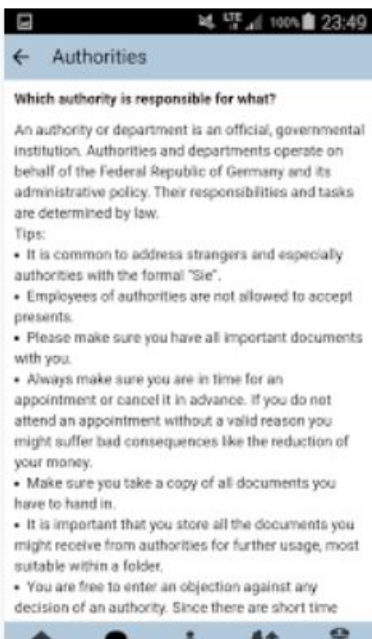 LTE 100% 23:49
Authorities
Which authority is responsible for what?
An authority or department is an official, governmental
institution. Authorities and departments operate on
behalf of the Federal Republic of Germany and its
administrative policy. Their responsibilities and tasks
are determined by law.
Tips:
• It is common to address strangers and especially
authorities with the formal "Sie".
• Employees of authorities are not allowed to accept
presents.
• Please make sure you have all important documents
with you.
• Always make sure you are in time for an
appointment or cancel it in advance. If you do not
attend an appointment without a valid reason you
might suffer bad consequences like the reduction of
your money.
• Make sure you take a copy of all documents you
have to hand in.
• It is important that you store all the documents you
might receive from authorities for further usage, most
suitable within a folder.
• You are free to enter an objection against any
decision of an authority. Since there are short time